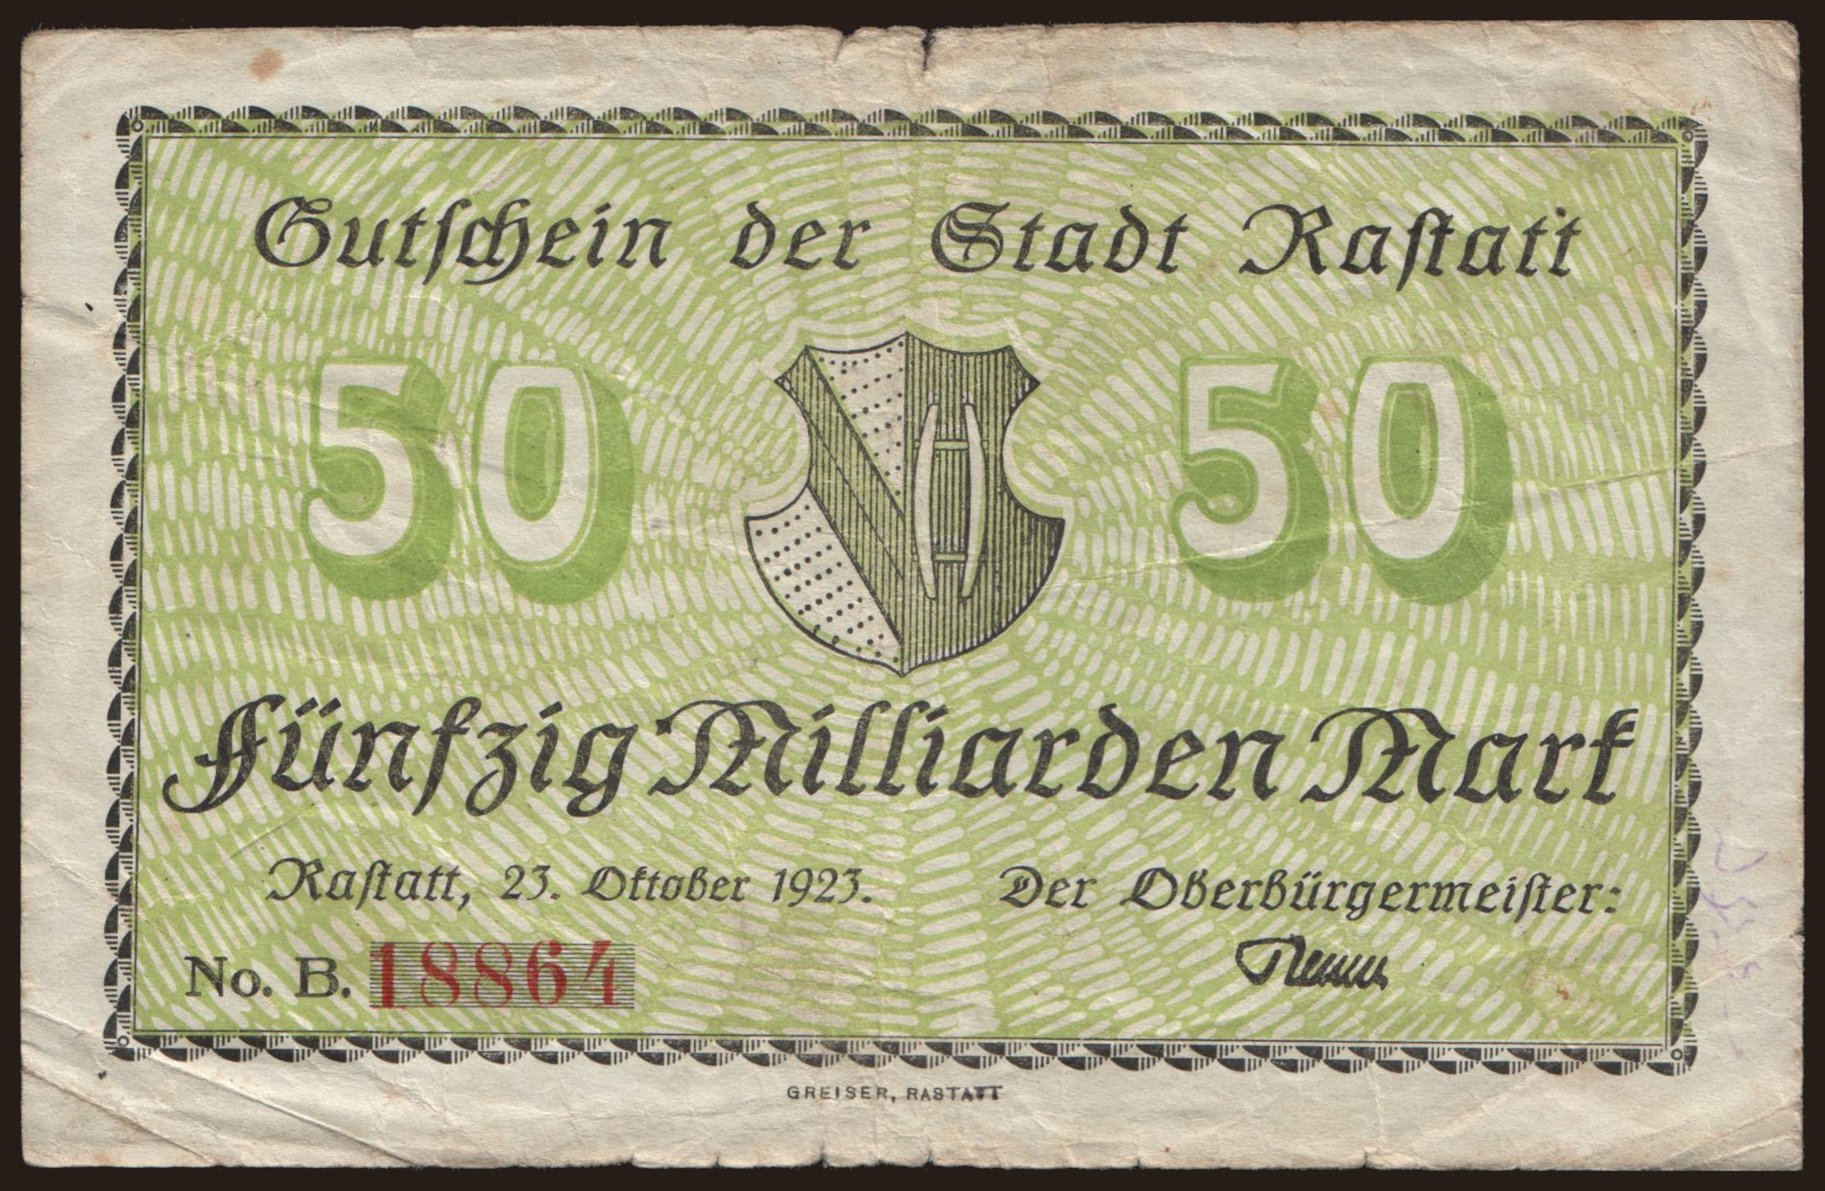 Gutschein der Stadt Rastatt
50 50
Fünfzig Milliarden Mark
Rastatt, 23. Oktober 1923. Der Oberbürgermeister:
No. B. 18864
GREISER, RASTATT